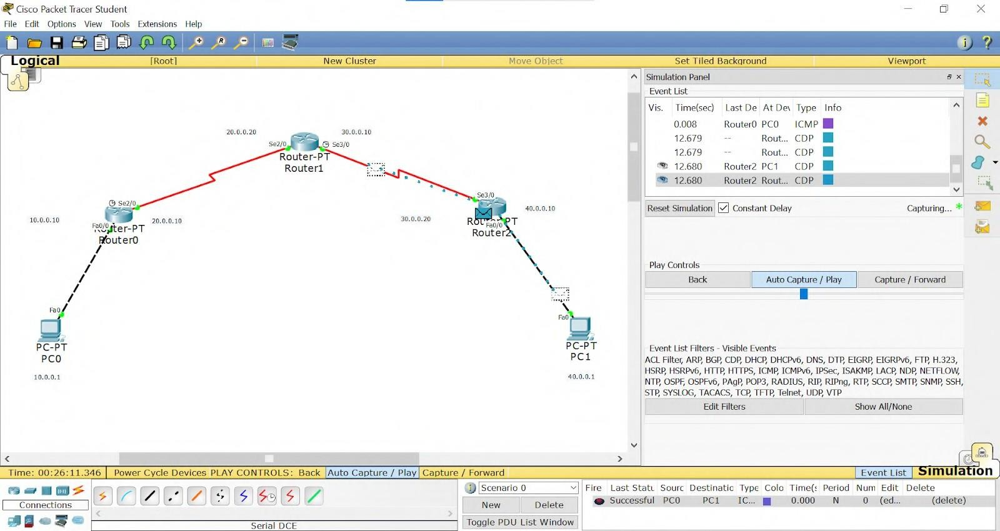 Cisco Packet Tracer Student
File Edit Options View Tools Extensions Help
Logical [Root] New Cluster Move Object Set Tiled Background Viewport
Simulation Panel
Event List
Vis. Time(sec) Last De At Dev Type Info
0.008 Router0 PC0 ICMP
12.679 -- Rout... CDP
12.679 -- Rout... CDP
12.680 Router2 PC1 CDP
12.680 Router2 Rout... CDP
Reset Simulation Constant Delay Capturing... *
Play Controls
Back Auto Capture / Play Capture / Forward
Event List Filters - Visible Events
ACL Filter, ARP, BGP, CDP, DHCP, DHCPv6, DNS, DTP, EIGRP, EIGRPv6, FTP, H.323,
HSRP, HSRPv6, HTTP, HTTPS, ICMP, ICMPv6, IPSec, ISAKMP, LACP, NDP, NETFLOW,
NTP, OSPF, OSPFv6, PAgP, POP3, RADIUS, RIP, RIPng, RTP, SCCP, SMTP, SNMP, SSH,
STP, SYSLOG, TACACS, TCP, TFTP, Telnet, UDP, VTP
Edit Filters Show All/None
20.0.0.20 30.0.0.10
Se2/0 Se3/0
Router-PT
Router1
Se2/0
10.0.0.10 20.0.0.10
Fa0/0 Router-PT
Router0
Se3/0
40.0.0.10
30.0.0.20
Router-PT
Fa0/0
Router2
Fa0
PC-PT
PC0
10.0.0.1
Fa0
PC-PT
PC1
40.0.0.1
Time: 00:26:11.346 Power Cycle Devices PLAY CONTROLS: Back Auto Capture / Play Capture / Forward Event List Simulation
Connections
Serial DCE
Scenario 0
New Delete
Toggle PDU List Window
Fire Last Statu Sourc Destinatic Type Colo Time(s Period Num Edit Delete
Successful PC0 PC1 IC... 0.000 N 0 (ed... (delete)